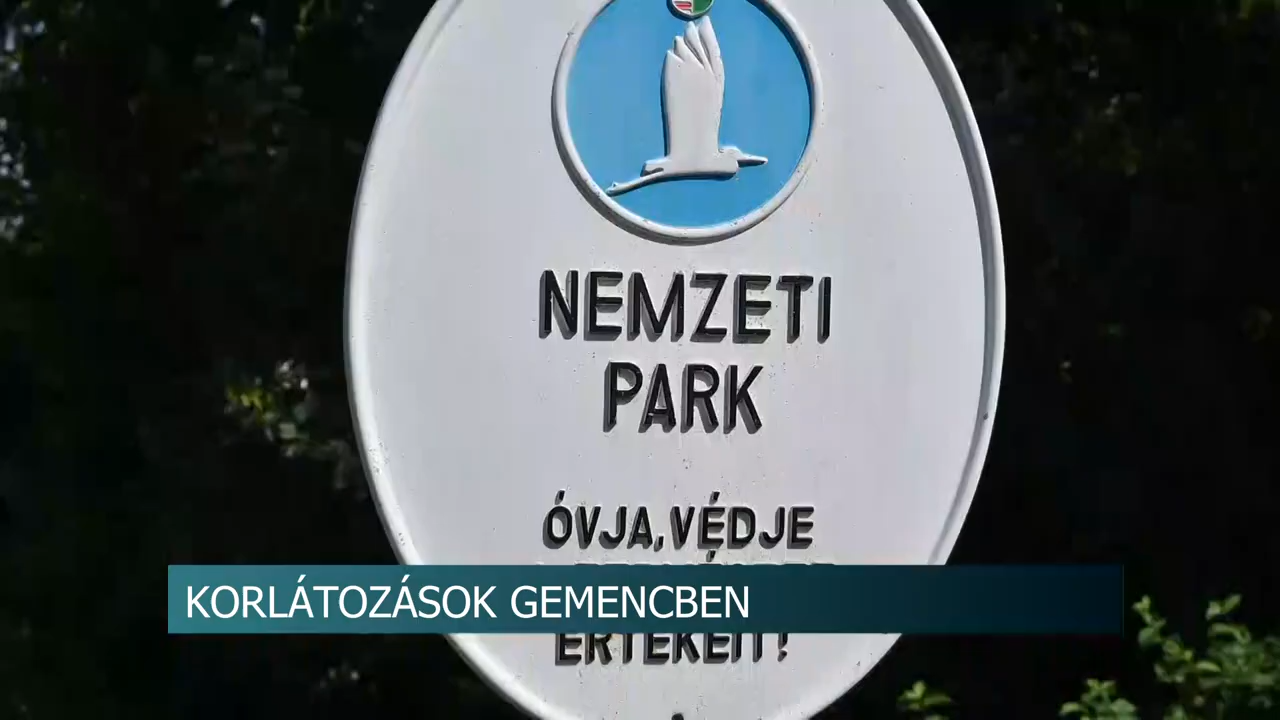 NEMZETI
PARK
ÓVJA, VÉDJE
KORLÁTOZÁSOK GEMENCBEN
ÉRTÉKEIT!